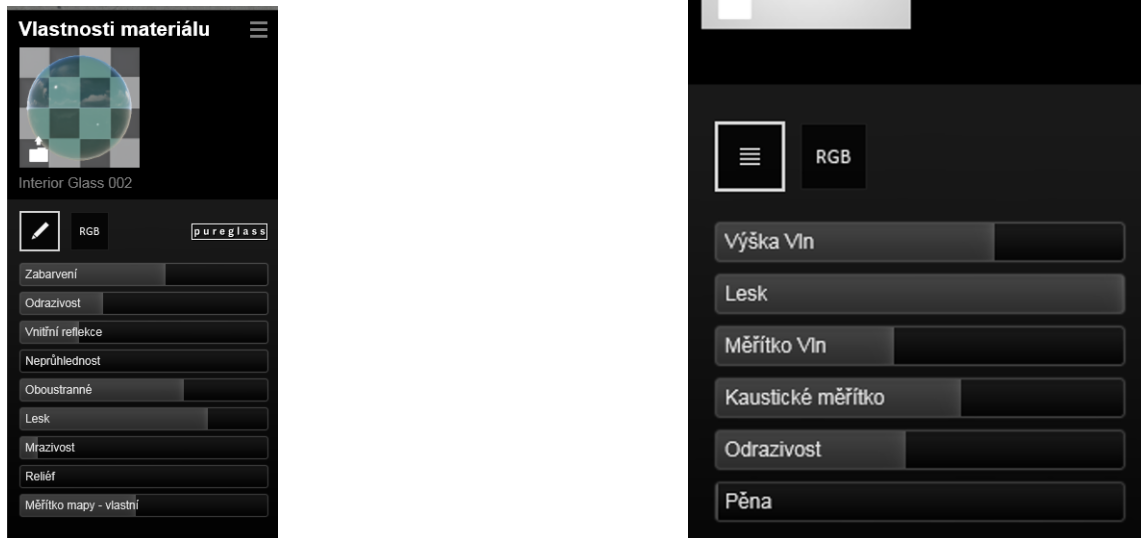 Vlastnosti materiálu
Interior Glass 002
RGB
pureglass
Zabarvení
Odrazivost
Vnitřní reflekce
Neprůhlednost
Oboustranné
Lesk
Mrazivost
Reliéf
Měřítko mapy - vlastní
RGB
Výška Vln
Lesk
Měřítko Vln
Kaustické měřítko
Odrazivost
Pěna